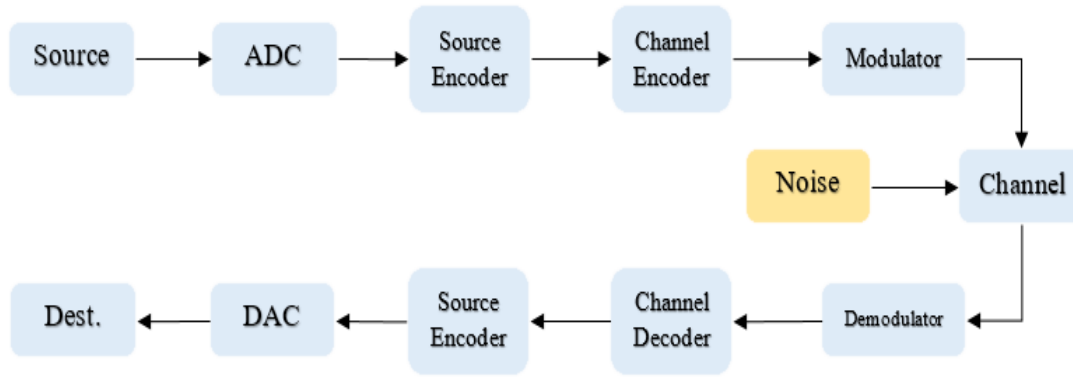 Source
ADC
Source
Encoder
Channel
Encoder
Modulator
Noise
Channel
Dest.
DAC
Source
Encoder
Channel
Decoder
Demodulator